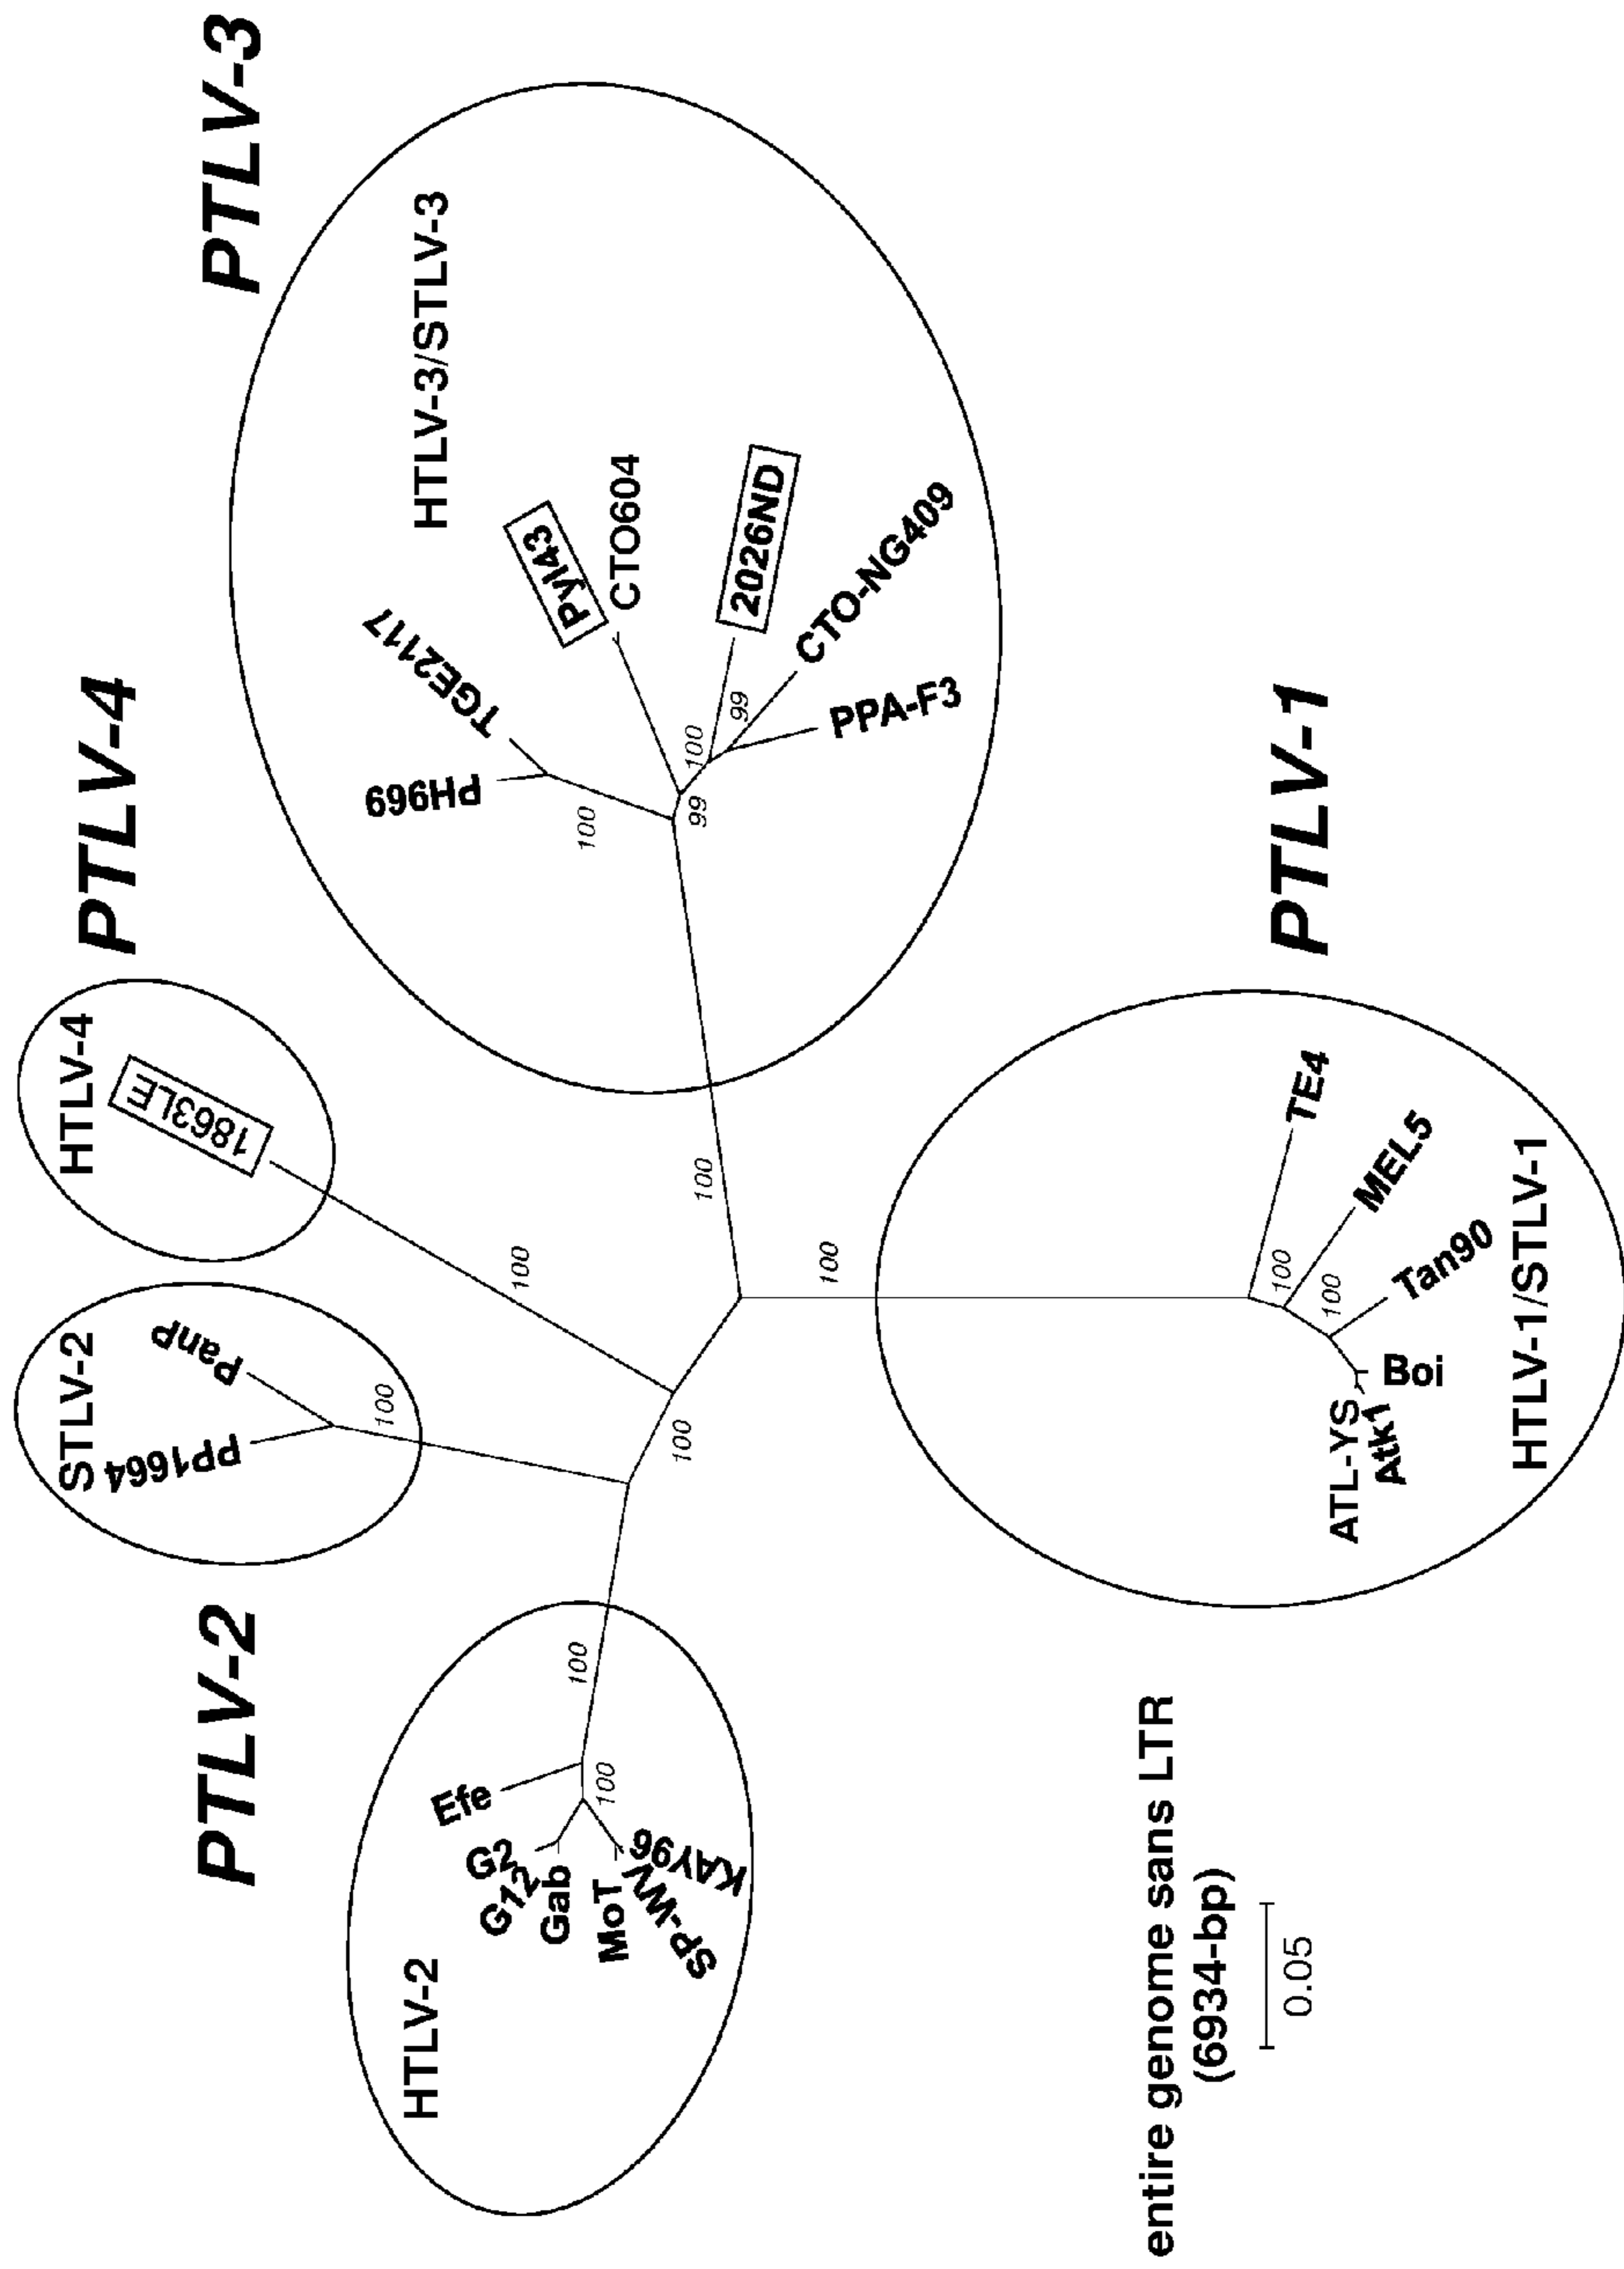 PTLV-2
PTLV-4
PTLV-3
STLV-2
PP1664
PanP
100
HTLV-4
1863LE
100
HTLV-2
Efe
G2
G12
Gab
MoT
SP-WV
KAY96
100
100
100
HTLV-3/STLV-3
PH969
TGE2117
100
Pyl43
CTO604
2026ND
CTO-NG409
PPA-F3
99
100
99
100
100
ATL-YS
Atk1
Boi
Tan90
MEL5
TE4
100
100
HTLV-1/STLV-1
PTLV-1
entire genome sans LTR
(6934-bp)
0.05